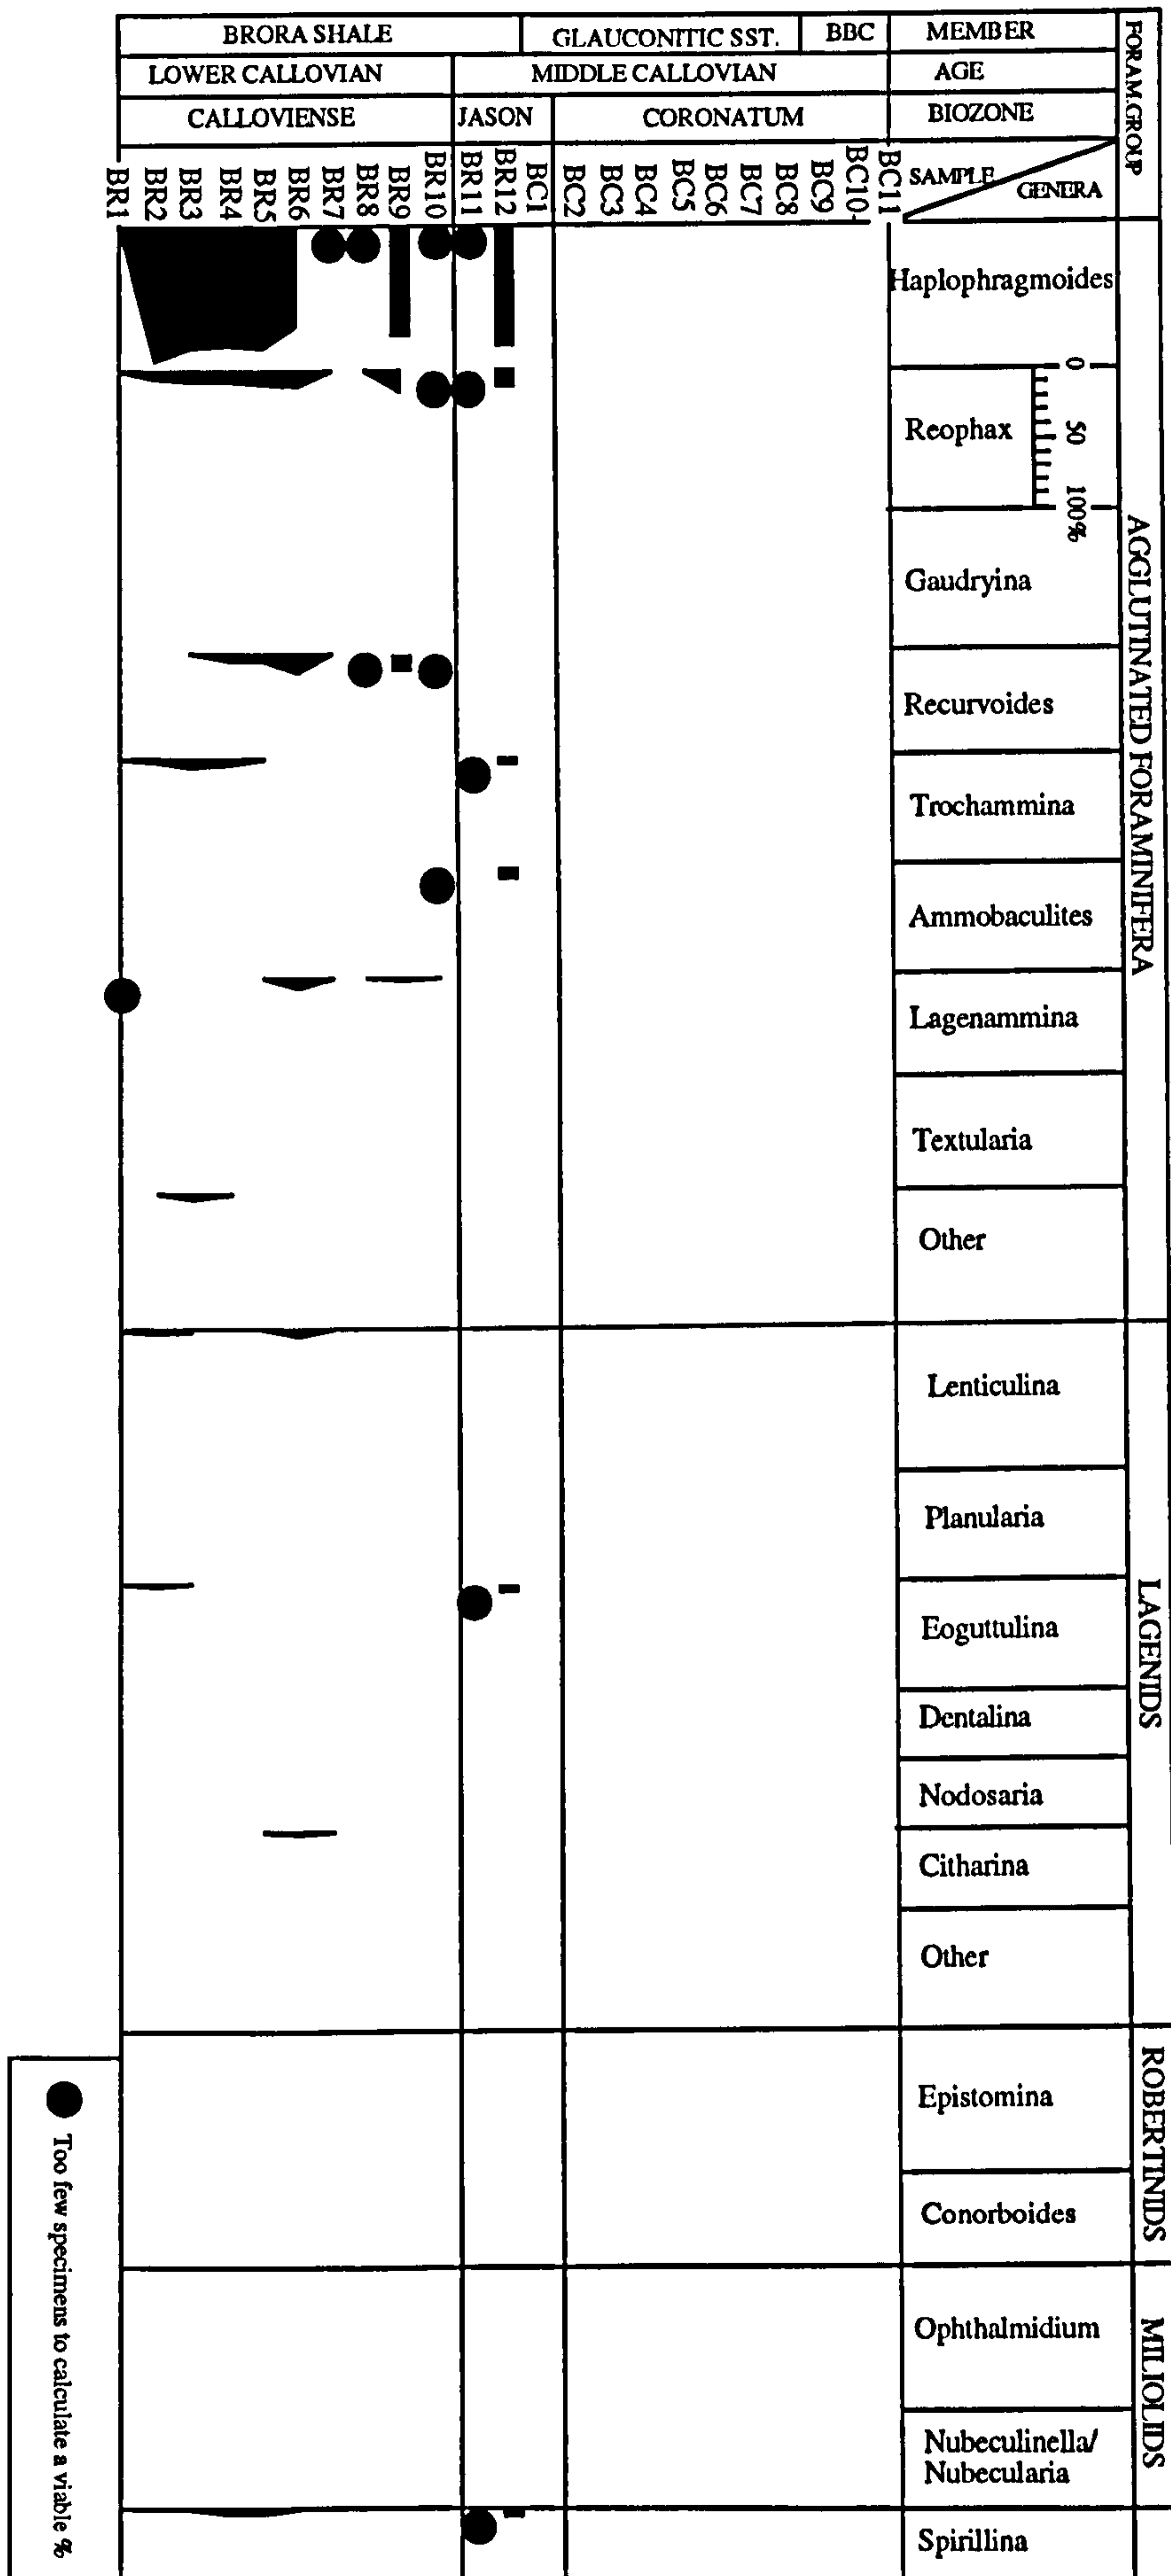 BRORA SHALE
GLAUCONITIC SST.
BBC
MEMBER
FORAM.GROUP
LOWER CALLOVIAN
MIDDLE CALLOVIAN
AGE
CALLOVIENSE
JASON
CORONATUM
BIOZONE
BR1
BR2
BR3
BR4
BR5
BR6
BR7
BR8
BR9
BR10
BR11
BR12
BC1
BC2
BC3
BC4
BC5
BC6
BC7
BC8
BC9
BC10
BC11
SAMPLE
GENERA
AGGLUTINATED FORAMINIFERA
Haplophragmoides
0
50
100%
Reophax
Gaudryina
Recurvoides
Trochammina
Ammobaculites
Lagenammina
Textularia
Other
LAGENIDS
Lenticulina
Planularia
Eoguttulina
Dentalina
Nodosaria
Citharina
Other
ROBERTINIDS
Epistomina
Conorboides
MILIOLIDS
Ophthalmidium
Nubeculinella/
Nubecularia
Spirillina
Too few specimens to calculate a viable %